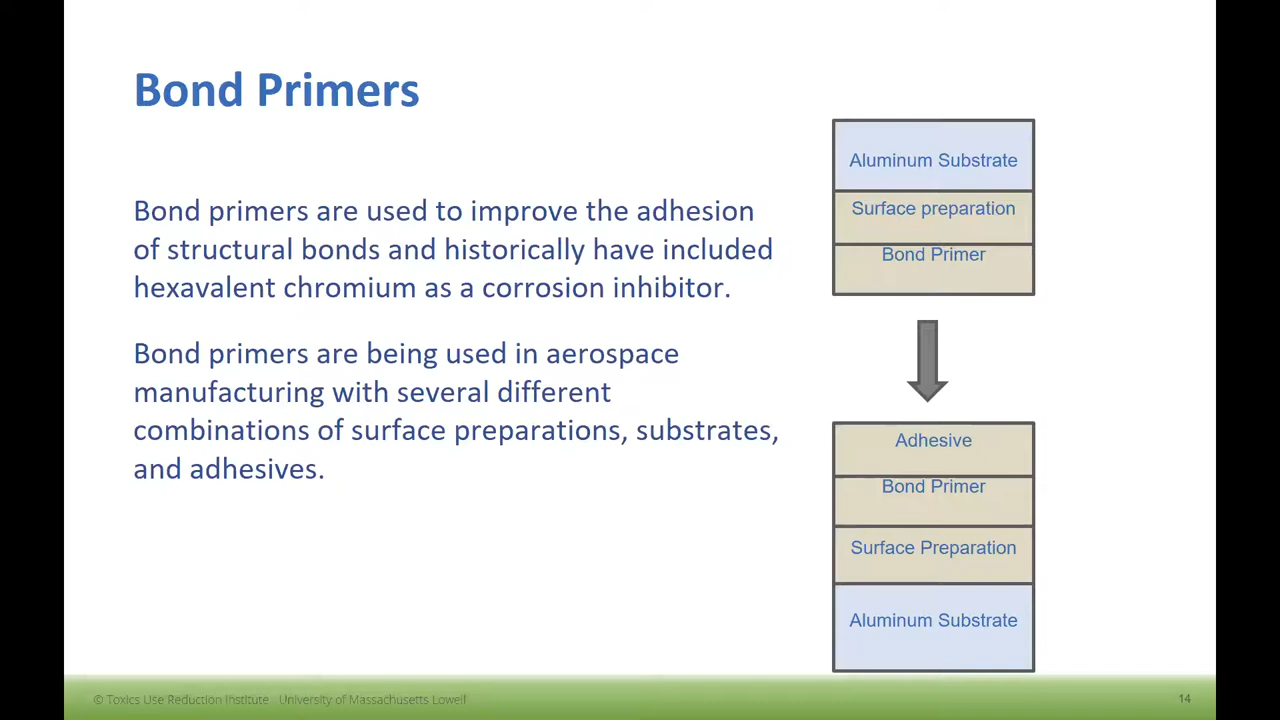 Bond Primers
Bond primers are used to improve the adhesion
of structural bonds and historically have included
hexavalent chromium as a corrosion inhibitor.
Bond primers are being used in aerospace
manufacturing with several different
combinations of surface preparations, substrates,
and adhesives.
Aluminum Substrate
Surface preparation
Bond Primer
Adhesive
Bond Primer
Surface Preparation
Aluminum Substrate
© Toxics Use Reduction Institute University of Massachusetts Lowell
14